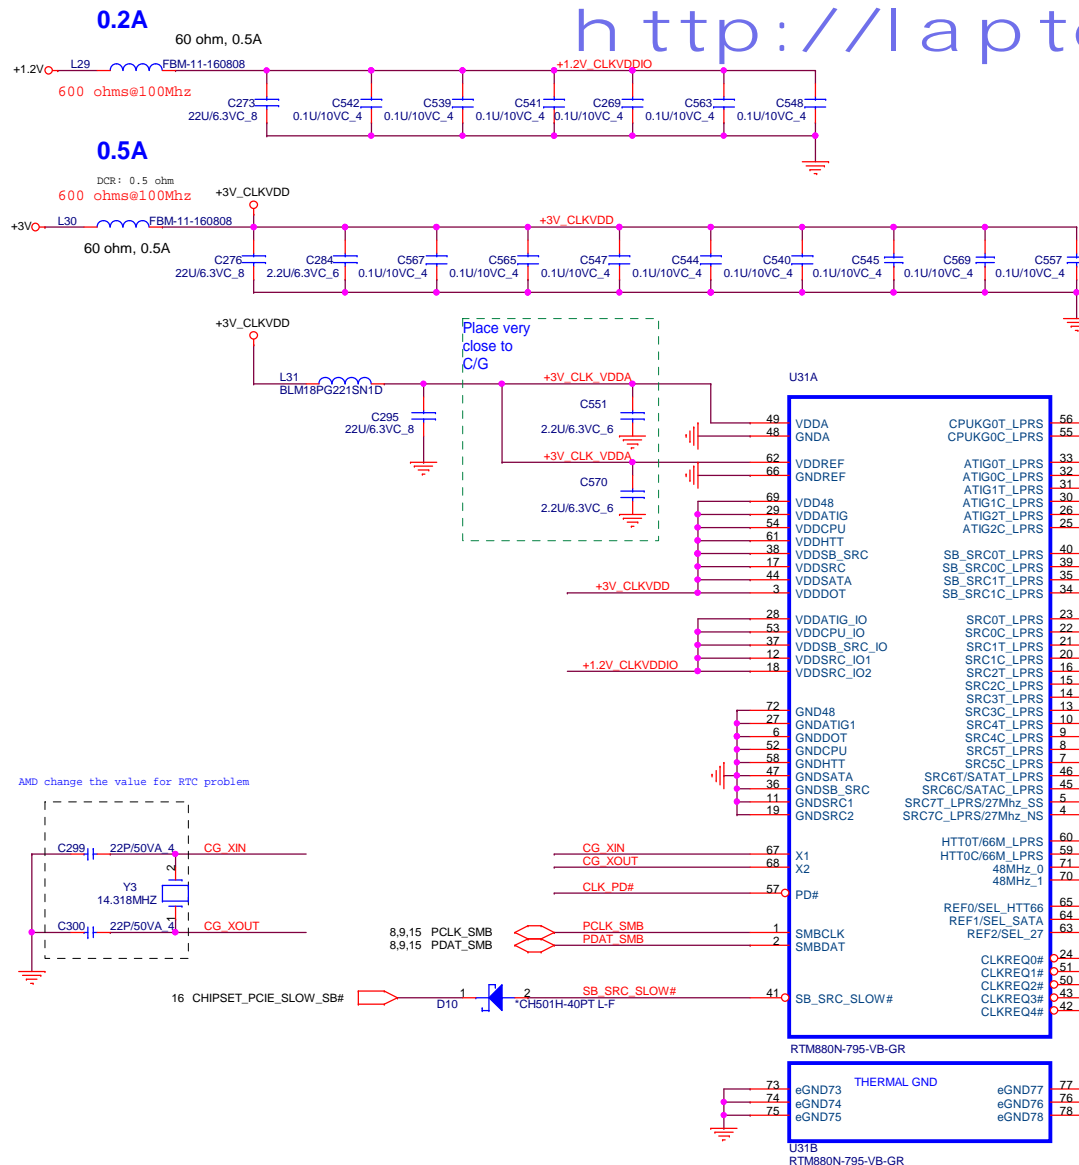 http://lapt
0.2A
60 ohm, 0.5A
+1.2V
L29
FBM-11-160808
+1.2V_CLKVDDIO
600 ohms@100Mhz
C273
22U/6.3VC_8
C542
0.1U/10VC_4
C539
0.1U/10VC_4
C541
0.1U/10VC_4
C269
0.1U/10VC_4
C563
0.1U/10VC_4
C548
0.1U/10VC_4
0.5A
DCR: 0.5 ohm
600 ohms@100Mhz
+3V_CLKVDD
+3V
L30
FBM-11-160808
+3V_CLKVDD
60 ohm, 0.5A
C276
22U/6.3VC_8
C284
2.2U/6.3VC_6
C567
0.1U/10VC_4
C565
0.1U/10VC_4
C547
0.1U/10VC_4
C544
0.1U/10VC_4
C540
0.1U/10VC_4
C545
0.1U/10VC_4
C569
0.1U/10VC_4
C557
0.1U/10VC_4
+3V_CLKVDD
Place very
close to
C/G
L31
BLM18PG221SN1D
+3V_CLK_VDDA
C295
22U/6.3VC_8
C551
2.2U/6.3VC_6
+3V_CLK_VDDA
C570
2.2U/6.3VC_6
+3V_CLKVDD
+1.2V_CLKVDDIO
U31A
49 VDDA
48 GNDA
62 VDDREF
66 GNDREF
69 VDD48
29 VDDATIG
54 VDDCPU
61 VDDHTT
38 VDDSB_SRC
17 VDDSRC
44 VDDSATA
3 VDDDOT
28 VDDATIG_IO
53 VDDCPU_IO
37 VDDSB_SRC_IO
12 VDDSRC_IO1
18 VDDSRC_IO2
72 GND48
27 GNDATIG1
6 GNDDOT
52 GNDCPU
58 GNDHTT
47 GNDSATA
36 GNDSB_SRC
11 GNDSRC1
19 GNDSRC2
67 X1
68 X2
57 PD#
1 SMBCLK
2 SMBDAT
41 SB_SRC_SLOW#
CPUKG0T_LPRS 56
CPUKG0C_LPRS 55
ATIG0T_LPRS 33
ATIG0C_LPRS 32
ATIG1T_LPRS 31
ATIG1C_LPRS 30
ATIG2T_LPRS 26
ATIG2C_LPRS 25
SB_SRC0T_LPRS 40
SB_SRC0C_LPRS 39
SB_SRC1T_LPRS 35
SB_SRC1C_LPRS 34
SRC0T_LPRS 23
SRC0C_LPRS 22
SRC1T_LPRS 21
SRC1C_LPRS 20
SRC2T_LPRS 16
SRC2C_LPRS 15
SRC3T_LPRS 14
SRC3C_LPRS 13
SRC4T_LPRS 10
SRC4C_LPRS 9
SRC5T_LPRS 8
SRC5C_LPRS 7
SRC6T/SATAT_LPRS 46
SRC6C/SATAC_LPRS 45
SRC7T_LPRS/27Mhz_SS 5
SRC7C_LPRS/27Mhz_NS 4
HTT0T/66M_LPRS 60
HTT0C/66M_LPRS 59
48MHz_0 71
48MHz_1 70
REF0/SEL_HTT66 65
REF1/SEL_SATA 64
REF2/SEL_27 63
CLKREQ0# 24
CLKREQ1# 51
CLKREQ2# 50
CLKREQ3# 43
CLKREQ4# 42
RTM880N-795-VB-GR
AMD change the value for RTC problem
C299
22P/50VA_4
CG_XIN
2
Y3
14.318MHZ
1
C300
22P/50VA_4
CG_XOUT
CG_XIN
CG_XOUT
CLK_PD#
8,9,15 PCLK_SMB
PCLK_SMB
8,9,15 PDAT_SMB
PDAT_SMB
16 CHIPSET_PCIE_SLOW_SB#
1
D10
2
*CH501H-40PT L-F
SB_SRC_SLOW#
THERMAL GND
73 eGND73
74 eGND74
75 eGND75
eGND77 77
eGND76 76
eGND78 78
U31B
RTM880N-795-VB-GR